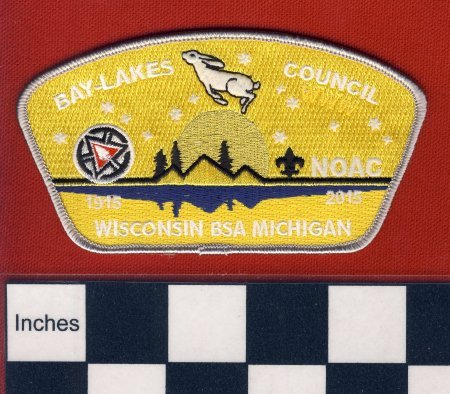 BAY-LAKES COUNCIL
NOAC
1915 2015
WISCONSIN BSA MICHIGAN
Inches